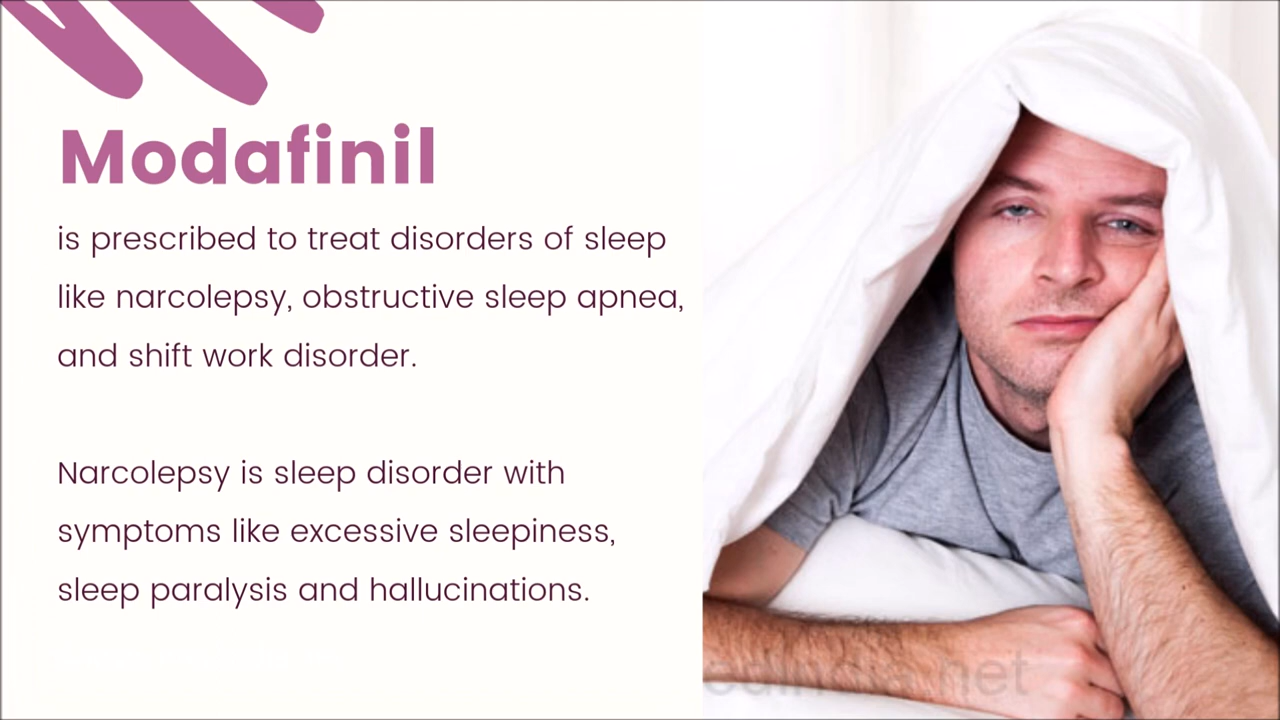 Modafinil
is prescribed to treat disorders of sleep
like narcolepsy, obstructive sleep apnea,
and shift work disorder.
Narcolepsy is sleep disorder with
symptoms like excessive sleepiness,
sleep paralysis and hallucinations.